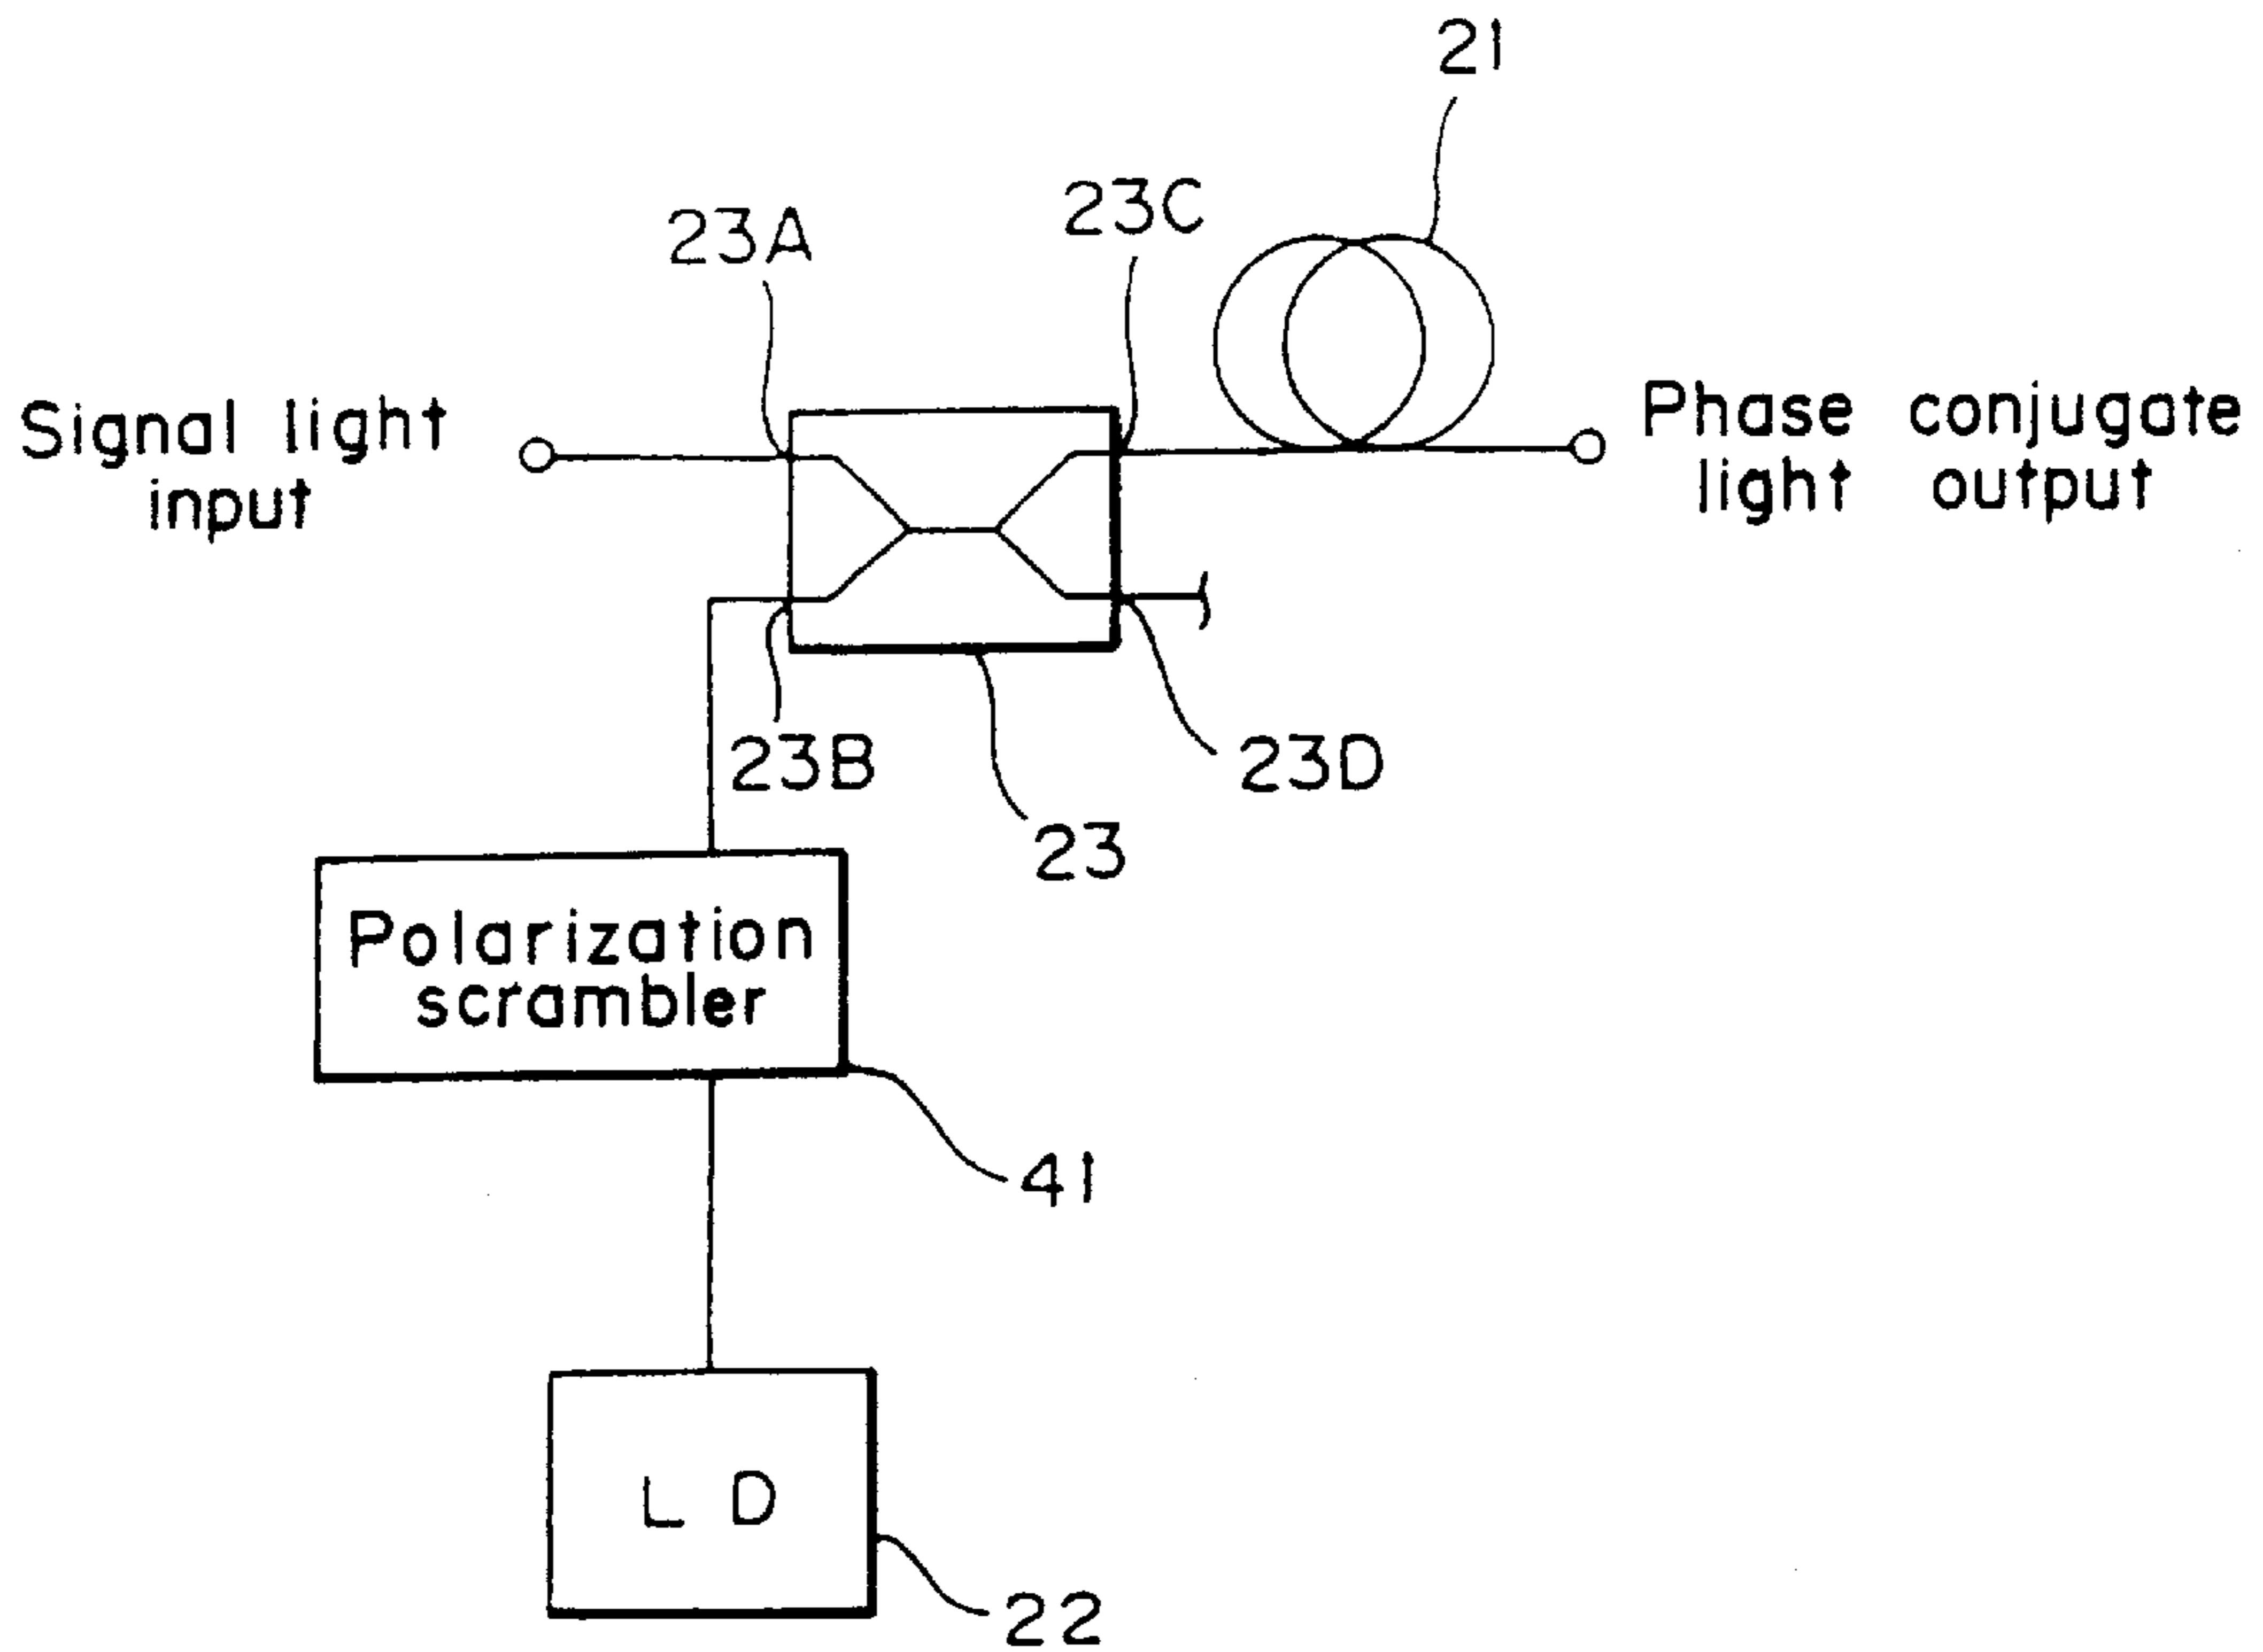 21
23C
23A
Signal light
input
Phase conjugate
light output
23B
23D
23
Polarization
scrambler
41
L D
22